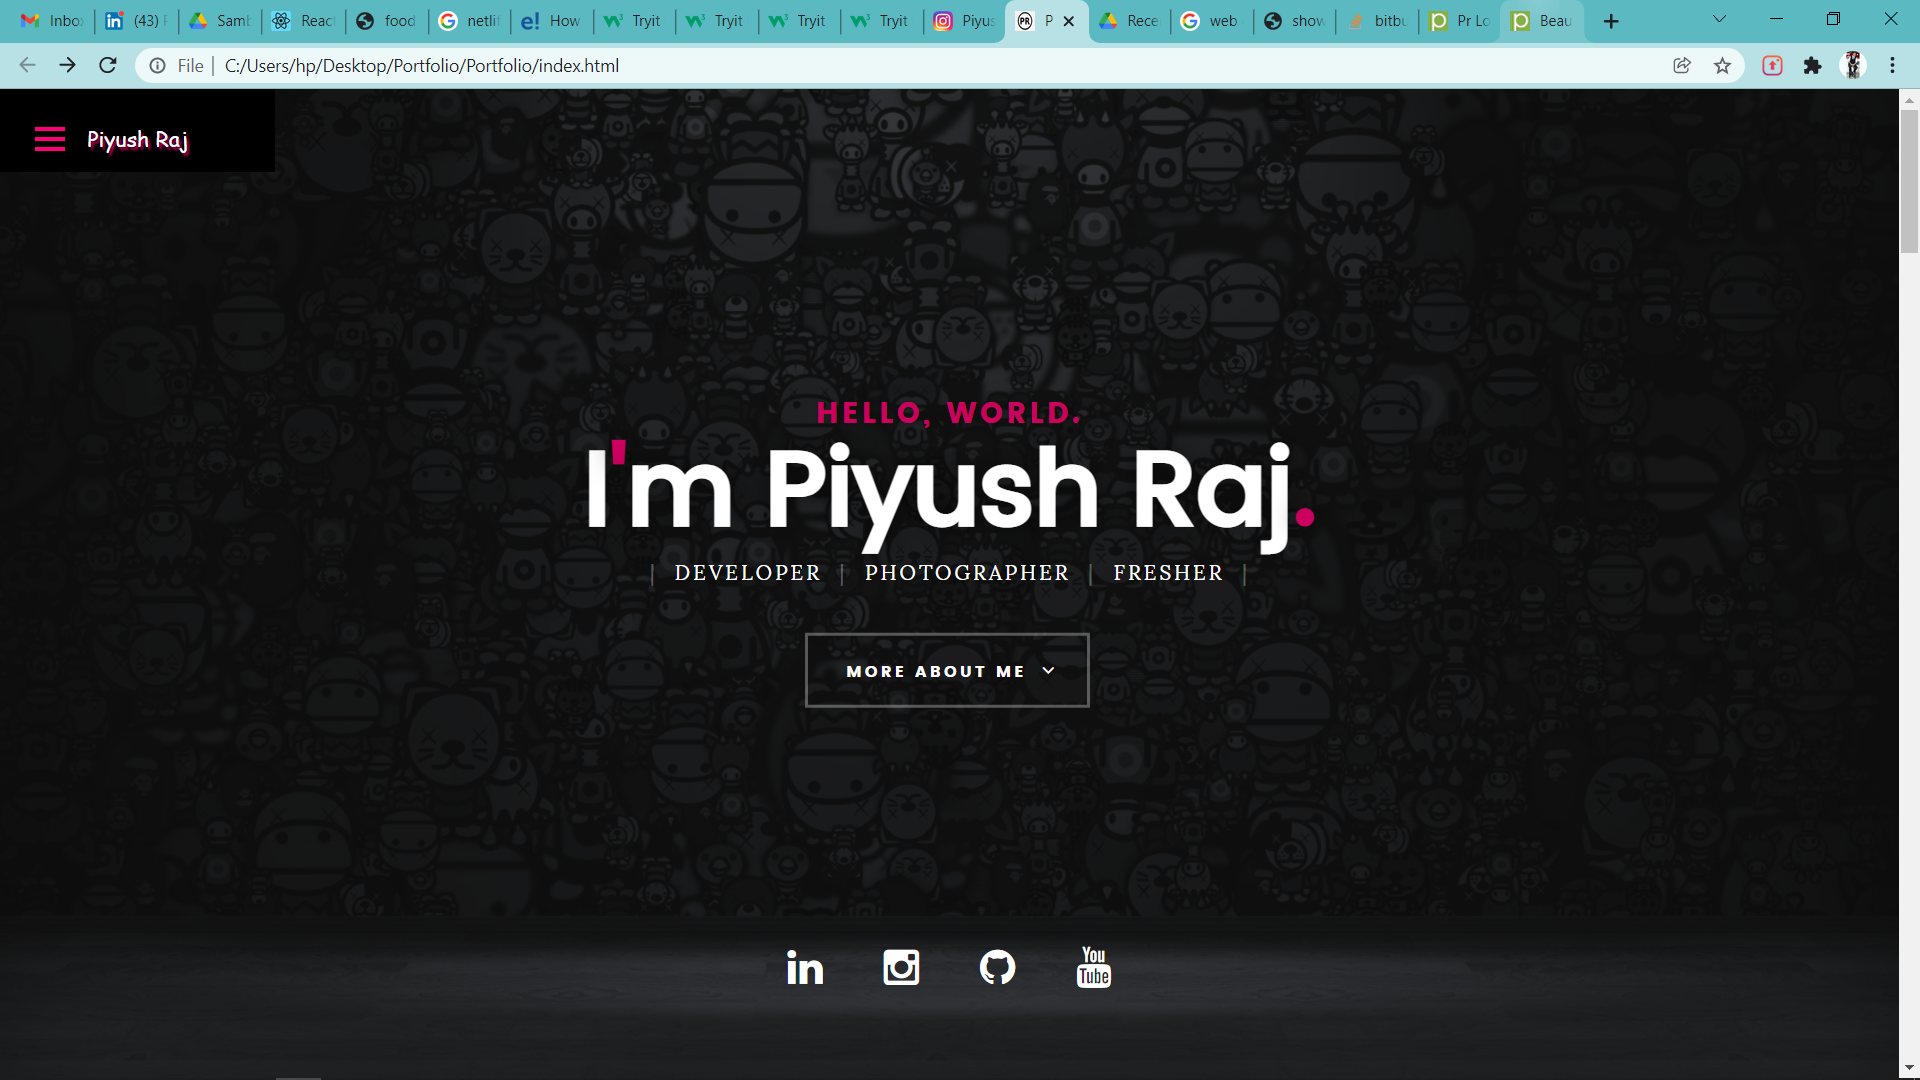 Inbo
(43)
Samb
Reac
food
netli
How
Tryit
Tryit
Tryit
Tryit
Piyus
P
Rece
web
show
bitbu
Pr Lo
Beau
File
C:/Users/hp/Desktop/Portfolio/Portfolio/index.html
Piyush Raj
HELLO, WORLD.
I'm Piyush Raj.
| DEVELOPER | PHOTOGRAPHER | FRESHER |
MORE ABOUT ME
in
You
Tube